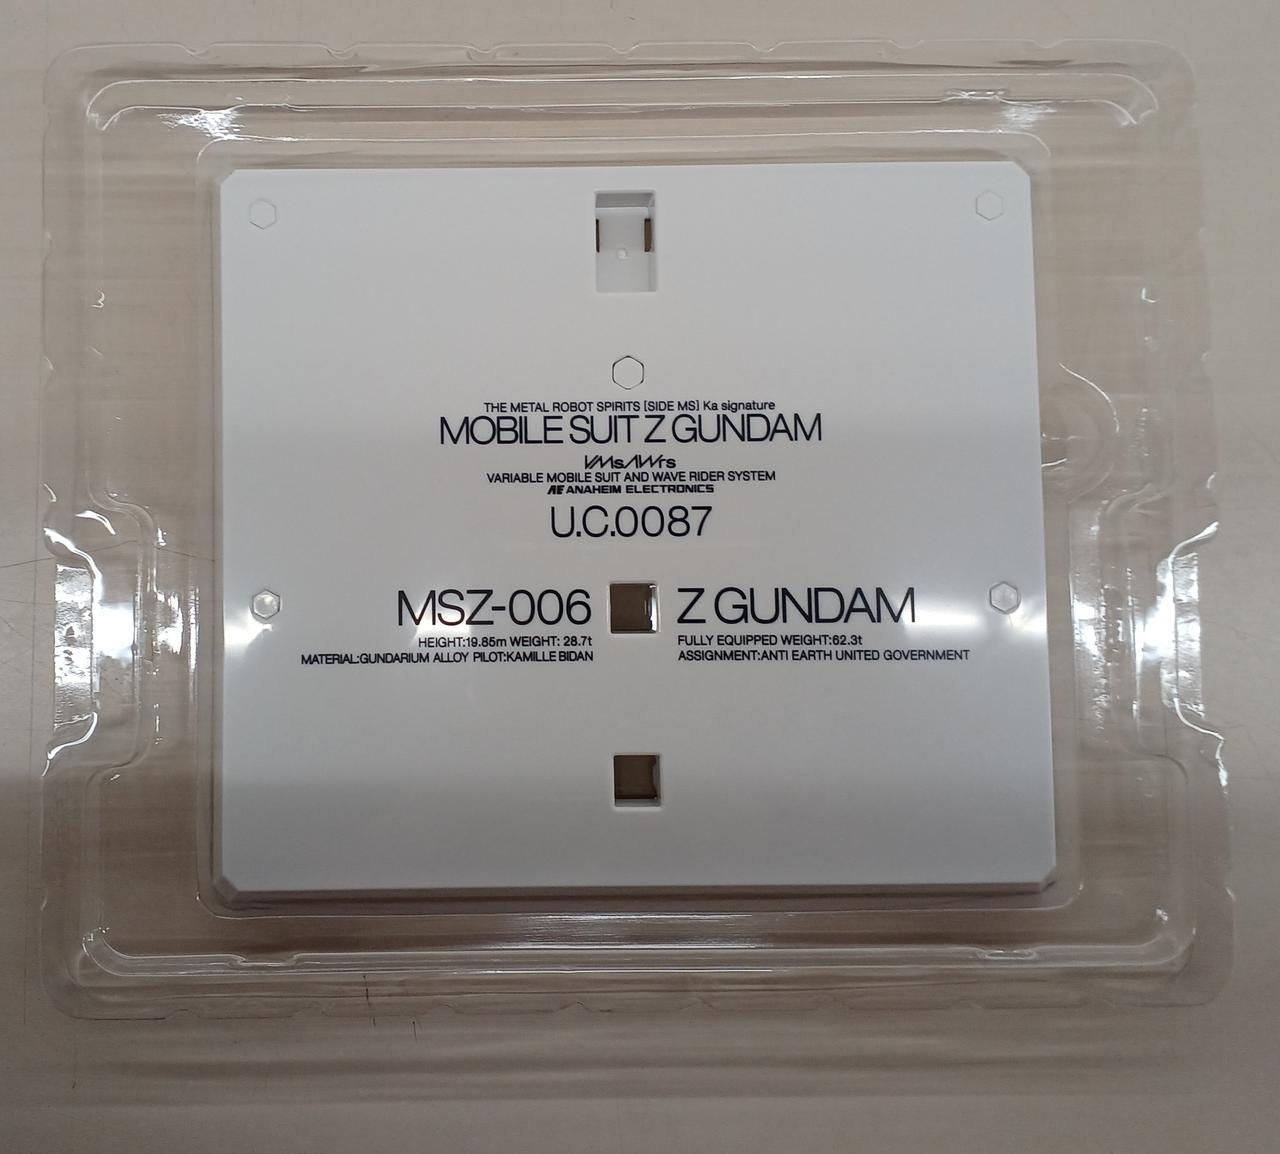 THE METAL ROBOT SPIRITS [SIDE MS] Ka signature
MOBILE SUIT Z GUNDAM
VMsAWrs
VARIABLE MOBILE SUIT AND WAVE RIDER SYSTEM
AE ANAHEIM ELECTRONICS
U.C.0087
MSZ-006 Z GUNDAM
HEIGHT:19.85m WEIGHT: 28.7t FULLY EQUIPPED WEIGHT:62.3t
MATERIAL:GUNDARIUM ALLOY PILOT:KAMILLE BIDAN ASSIGNMENT:ANTI EARTH UNITED GOVERNMENT